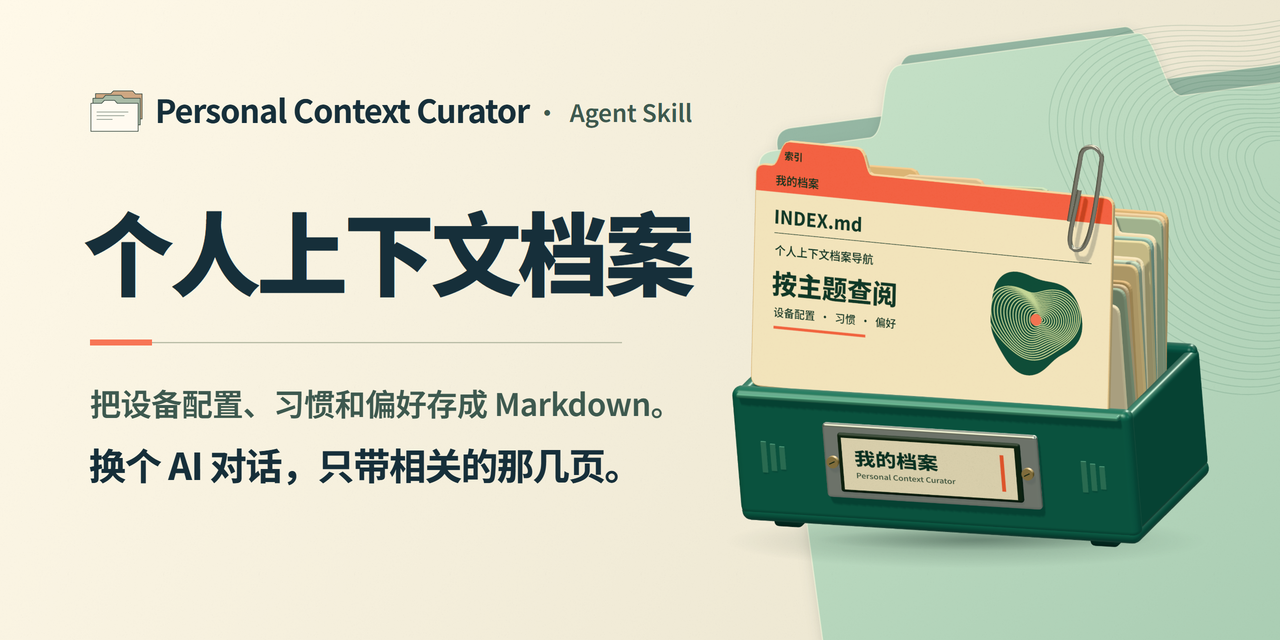 Personal Context Curator · Agent Skill
个人上下文档案
把设备配置、习惯和偏好存成 Markdown。
换个 AI 对话，只带相关的那几页。
索引
我的档案
INDEX.md
个人上下文档案导航
按主题查阅
设备配置 · 习惯 · 偏好
我的档案
Personal Context Curator